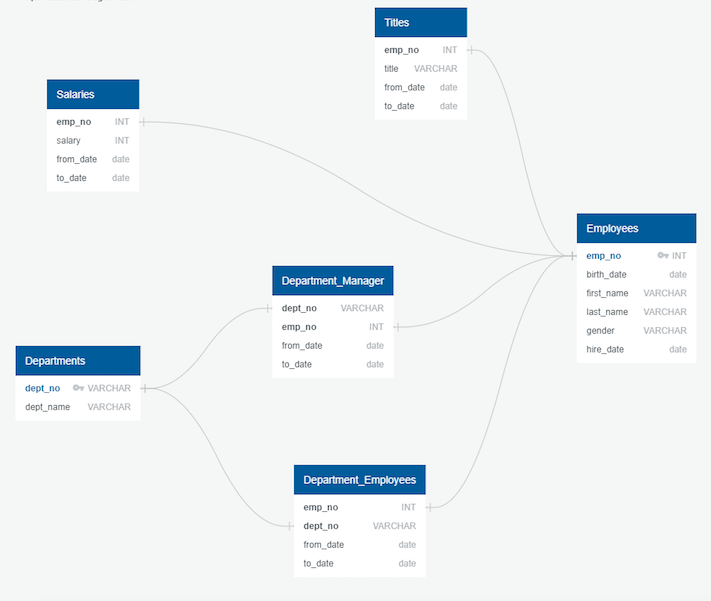 Titles
emp_no INT
title VARCHAR
from_date date
to_date date
Salaries
emp_no INT
salary INT
from_date date
to_date date
Employees
emp_no INT
birth_date date
first_name VARCHAR
last_name VARCHAR
gender VARCHAR
hire_date date
Department_Manager
dept_no VARCHAR
emp_no INT
from_date date
to_date date
Departments
dept_no VARCHAR
dept_name VARCHAR
Department_Employees
emp_no INT
dept_no VARCHAR
from_date date
to_date date